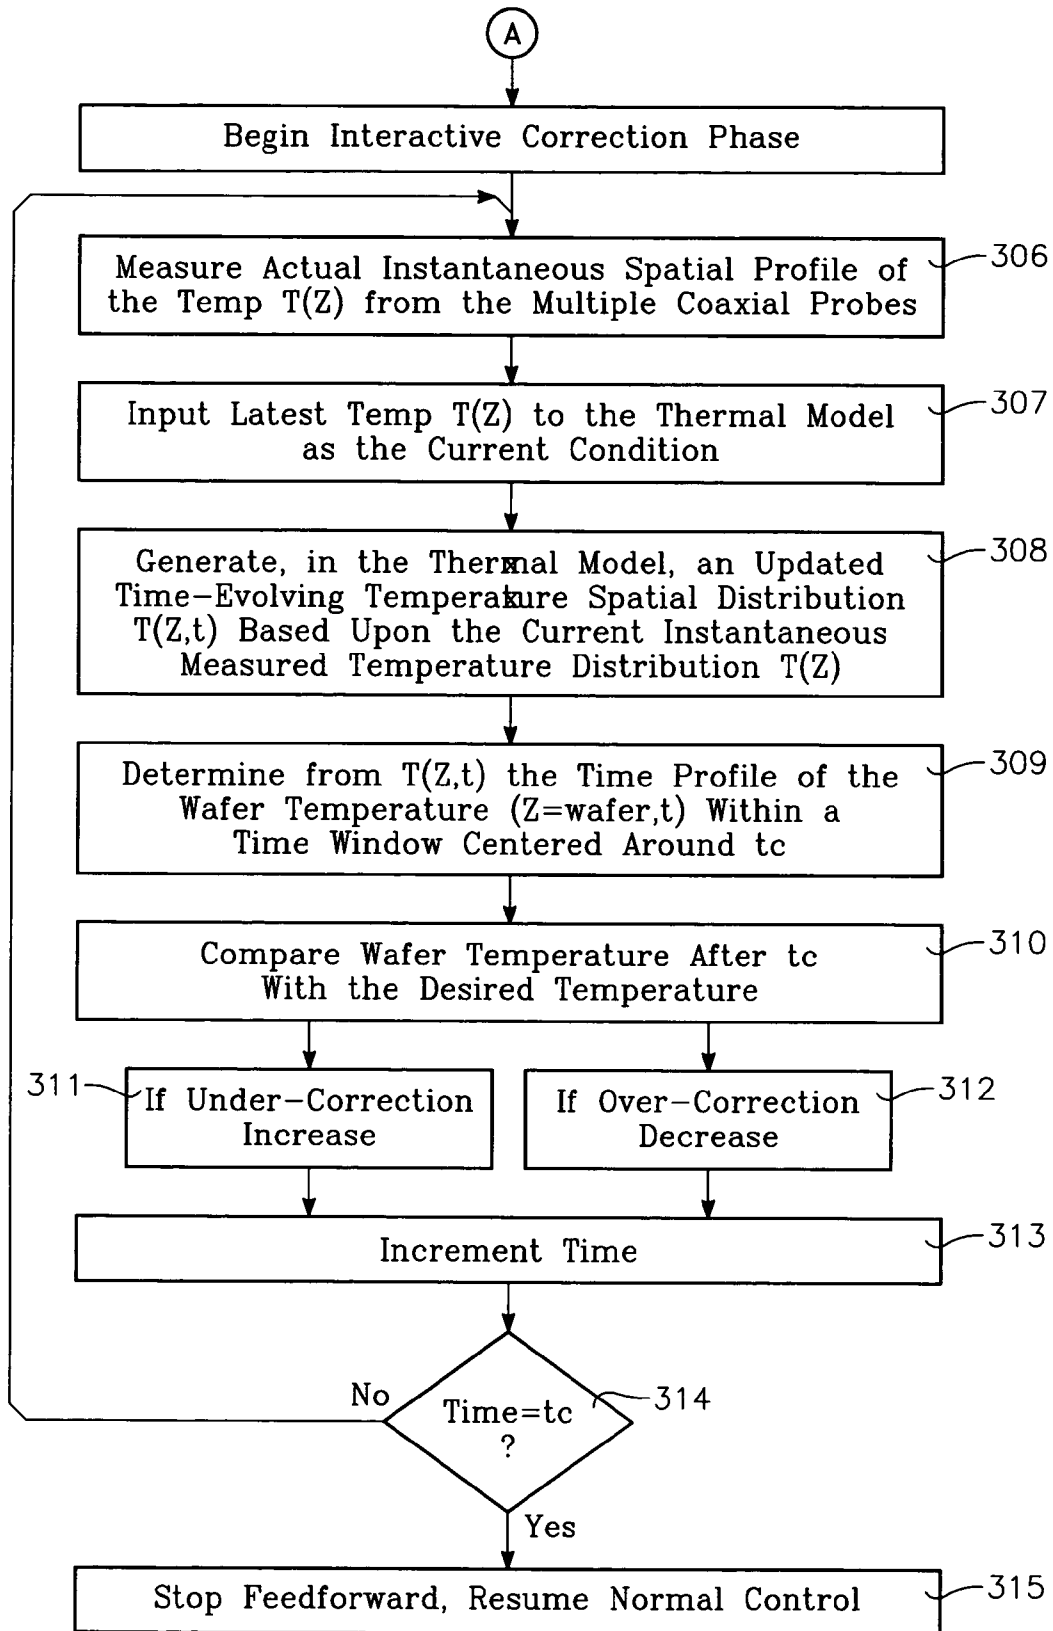 A
Begin Interactive Correction Phase
Measure Actual Instantaneous Spatial Profile of
the Temp T(Z) from the Multiple Coaxial Probes
306
Input Latest Temp T(Z) to the Thermal Model
as the Current Condition
307
Generate, in the Thermal Model, an Updated
Time-Evolving Temperature Spatial Distribution
T(Z,t) Based Upon the Current Instantaneous
Measured Temperature Distribution T(Z)
308
Determine from T(Z,t) the Time Profile of the
Wafer Temperature (Z=wafer,t) Within a
Time Window Centered Around tc
309
Compare Wafer Temperature After tc
With the Desired Temperature
310
311
If Under-Correction
Increase
If Over-Correction
Decrease
312
Increment Time
313
No
Time=tc
?
314
Yes
Stop Feedforward, Resume Normal Control
315